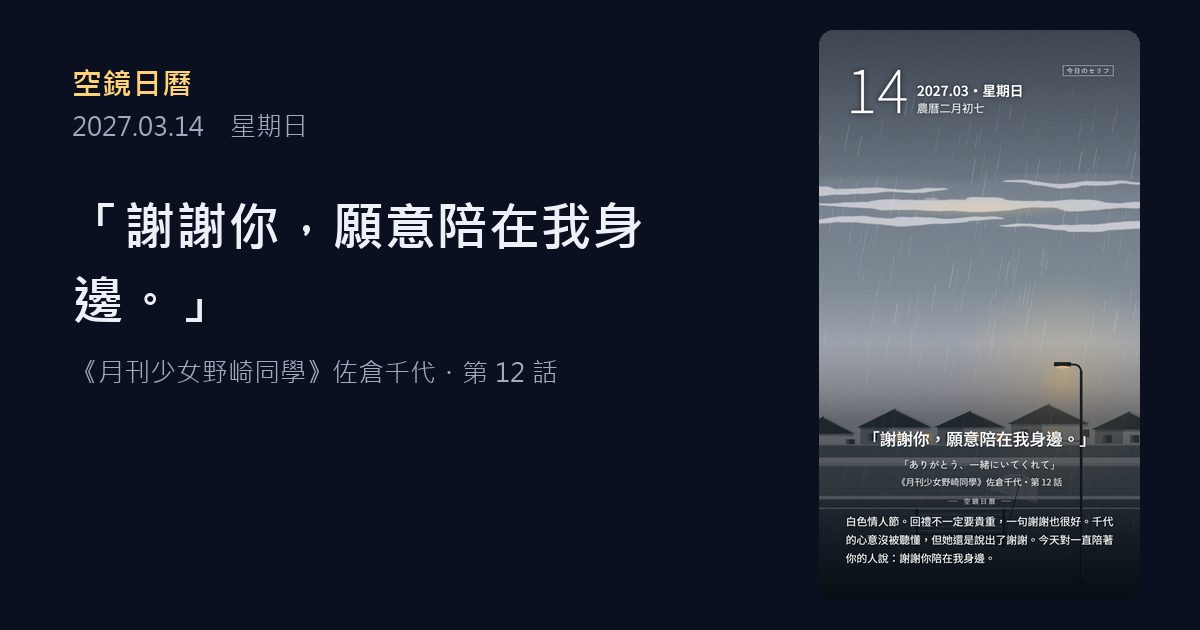 空鏡日曆
2027.03.14 星期日
「謝謝你，願意陪在我身
邊。」
《月刊少女野崎同學》佐倉千代・第 12 話
今日のセリフ
14
2027.03・星期日
農曆二月初七
「謝謝你，願意陪在我身邊。」
「ありがとう、一緒にいてくれて」
《月刊少女野崎同學》佐倉千代・第 12 話
— 空鏡日曆 —
白色情人節。回禮不一定要貴重，一句謝謝也很好。千代
的心意沒被聽懂，但她還是說出了謝謝。今天對一直陪著
你的人說：謝謝你陪在我身邊。